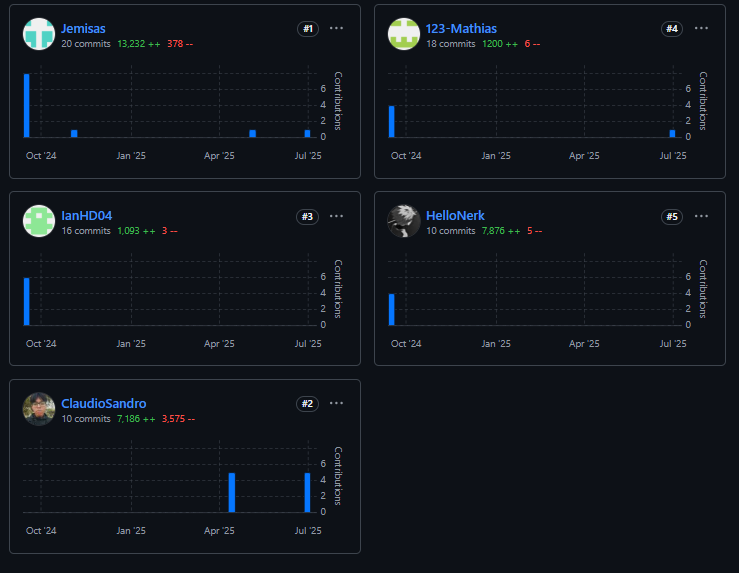 Jemisas #1 ...
20 commits 13,232 ++ 378 --
6
4
2
0
Contributions
Oct '24 Jan '25 Apr '25 Jul '25
123-Mathias #4 ...
18 commits 1200 ++ 6 --
6
4
2
0
Contributions
Oct '24 Jan '25 Apr '25 Jul '25
IanHD04 #3 ...
16 commits 1,093 ++ 3 --
6
4
2
0
Contributions
Oct '24 Jan '25 Apr '25 Jul '25
HelloNerk #5 ...
10 commits 7,876 ++ 5 --
6
4
2
0
Contributions
Oct '24 Jan '25 Apr '25 Jul '25
ClaudioSandro #2 ...
10 commits 7,186 ++ 3,575 --
6
4
2
0
Contributions
Oct '24 Jan '25 Apr '25 Jul '25